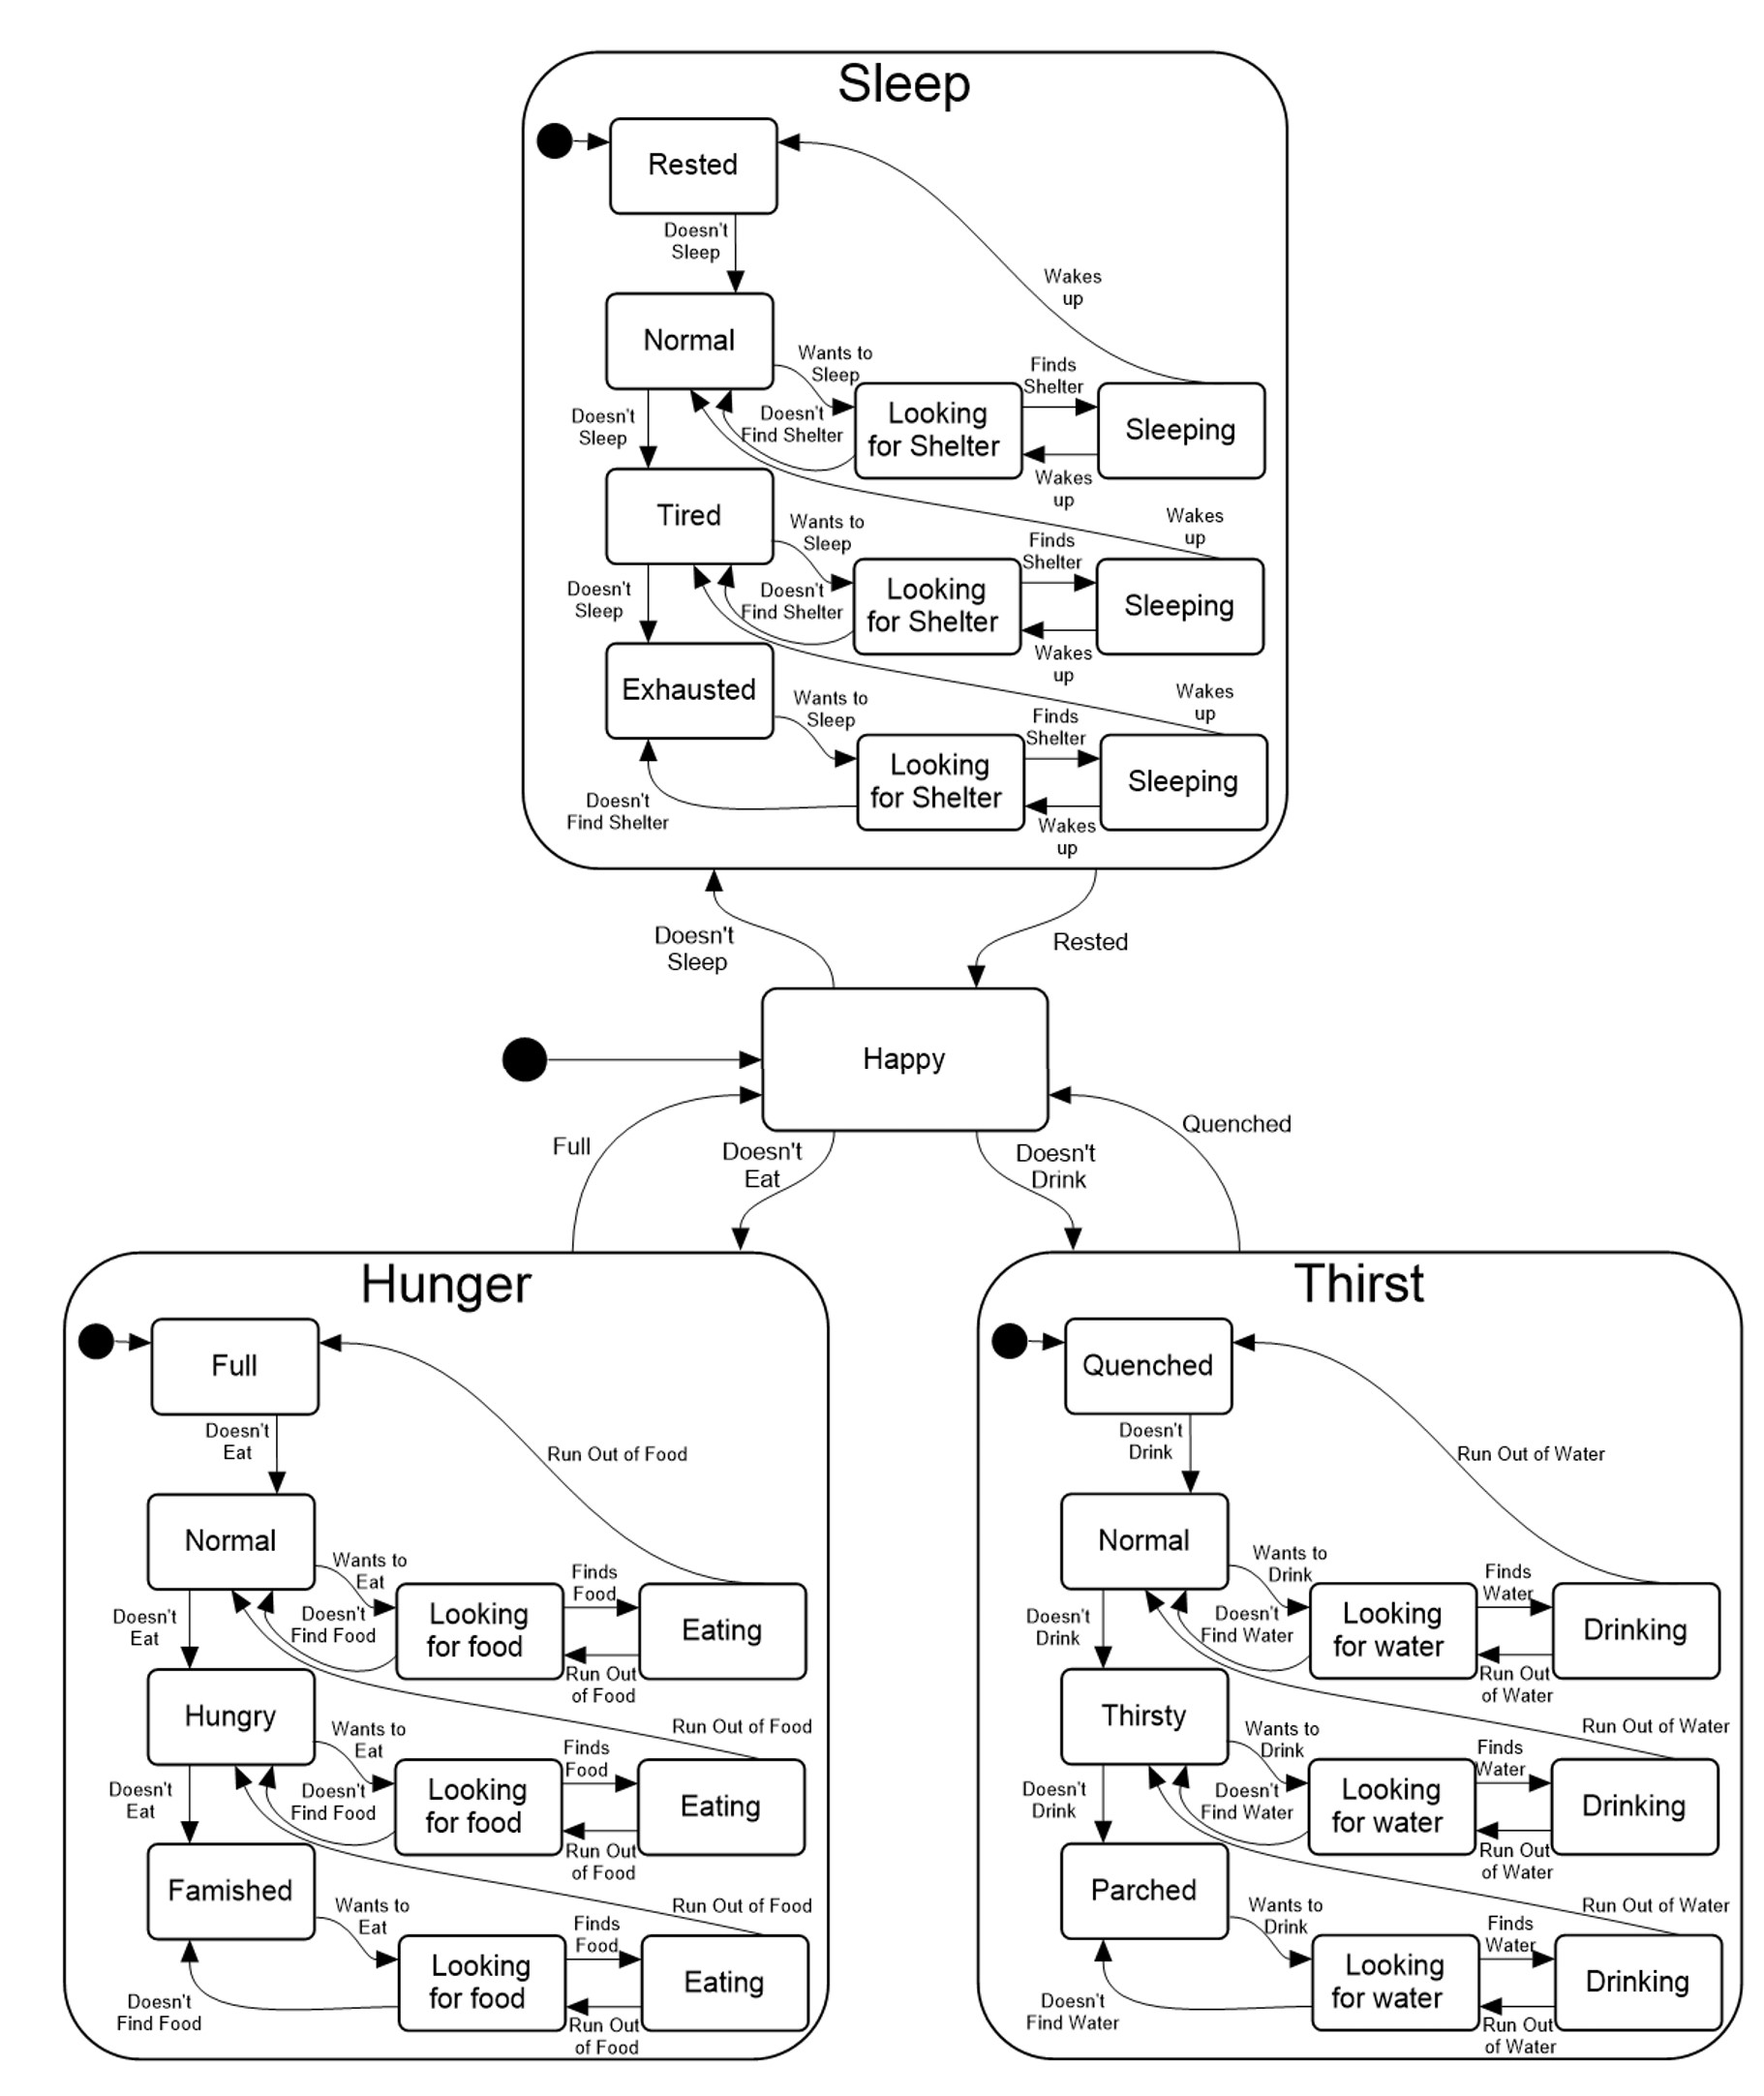 Sleep
Rested
Doesn't
Sleep
Wakes
up
Normal
Wants to
Sleep
Finds
Shelter
Doesn't
Sleep
Doesn't
Find Shelter
Looking
for Shelter
Sleeping
Wakes
up
Wakes
up
Tired
Wants to
Sleep
Finds
Shelter
Doesn't
Sleep
Doesn't
Find Shelter
Looking
for Shelter
Sleeping
Wakes
up
Wakes
up
Exhausted
Wants to
Sleep
Finds
Shelter
Looking
for Shelter
Sleeping
Doesn't
Find Shelter
Wakes
up
Doesn't
Sleep
Rested
Happy
Full
Doesn't
Eat
Doesn't
Drink
Quenched
Hunger
Full
Doesn't
Eat
Run Out of Food
Normal
Wants to
Eat
Finds
Food
Doesn't
Eat
Doesn't
Find Food
Looking
for food
Eating
Run Out
of Food
Run Out of Food
Hungry
Wants to
Eat
Finds
Food
Doesn't
Eat
Doesn't
Find Food
Looking
for food
Eating
Run Out
of Food
Run Out of Food
Famished
Wants to
Eat
Finds
Food
Looking
for food
Eating
Doesn't
Find Food
Run Out
of Food
Thirst
Quenched
Doesn't
Drink
Run Out of Water
Normal
Wants to
Drink
Finds
Water
Doesn't
Drink
Doesn't
Find Water
Looking
for water
Drinking
Run Out
of Water
Run Out of Water
Thirsty
Wants to
Drink
Finds
Water
Doesn't
Drink
Doesn't
Find Water
Looking
for water
Drinking
Run Out
of Water
Run Out of Water
Parched
Wants to
Drink
Finds
Water
Looking
for water
Drinking
Doesn't
Find Water
Run Out
of Water